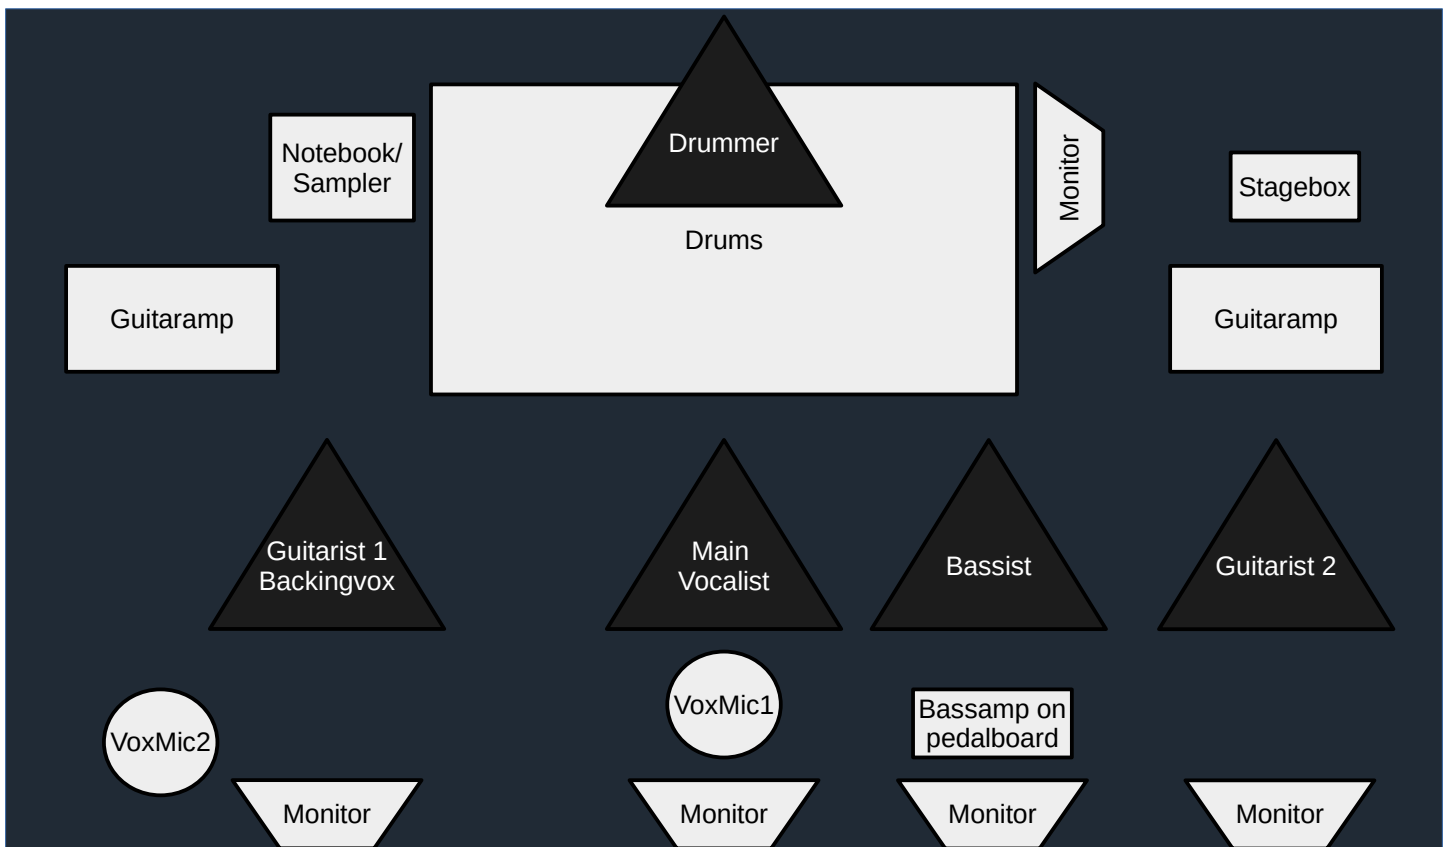 Drummer
Monitor
Notebook/
Sampler
Stagebox
Drums
Guitaramp
Guitaramp
Guitarist 1
Backingvox
Main
Vocalist
Bassist
Guitarist 2
VoxMic2
VoxMic1
Bassamp on
pedalboard
Monitor
Monitor
Monitor
Monitor